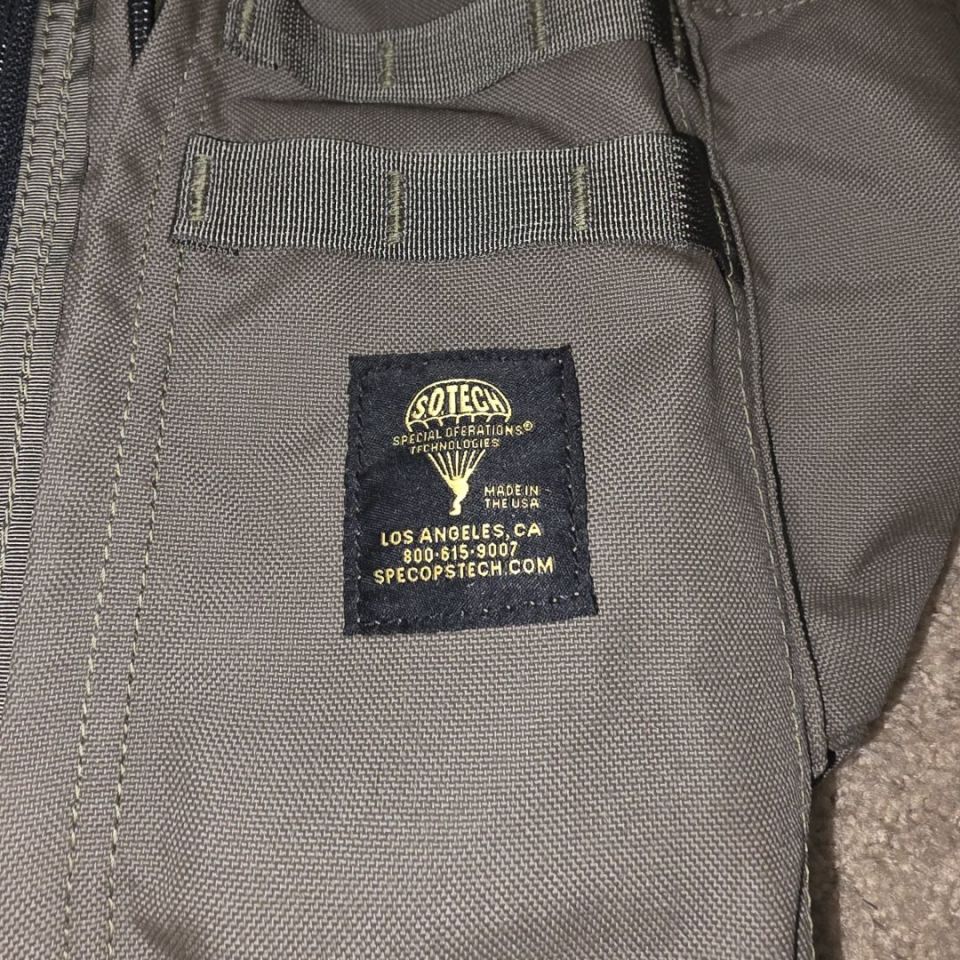 S.O.TECH
SPECIAL OPERATIONS®
TECHNOLOGIES
MADE IN
THE USA
LOS ANGELES, CA
800·615·9007
SPECOPSTECH.COM